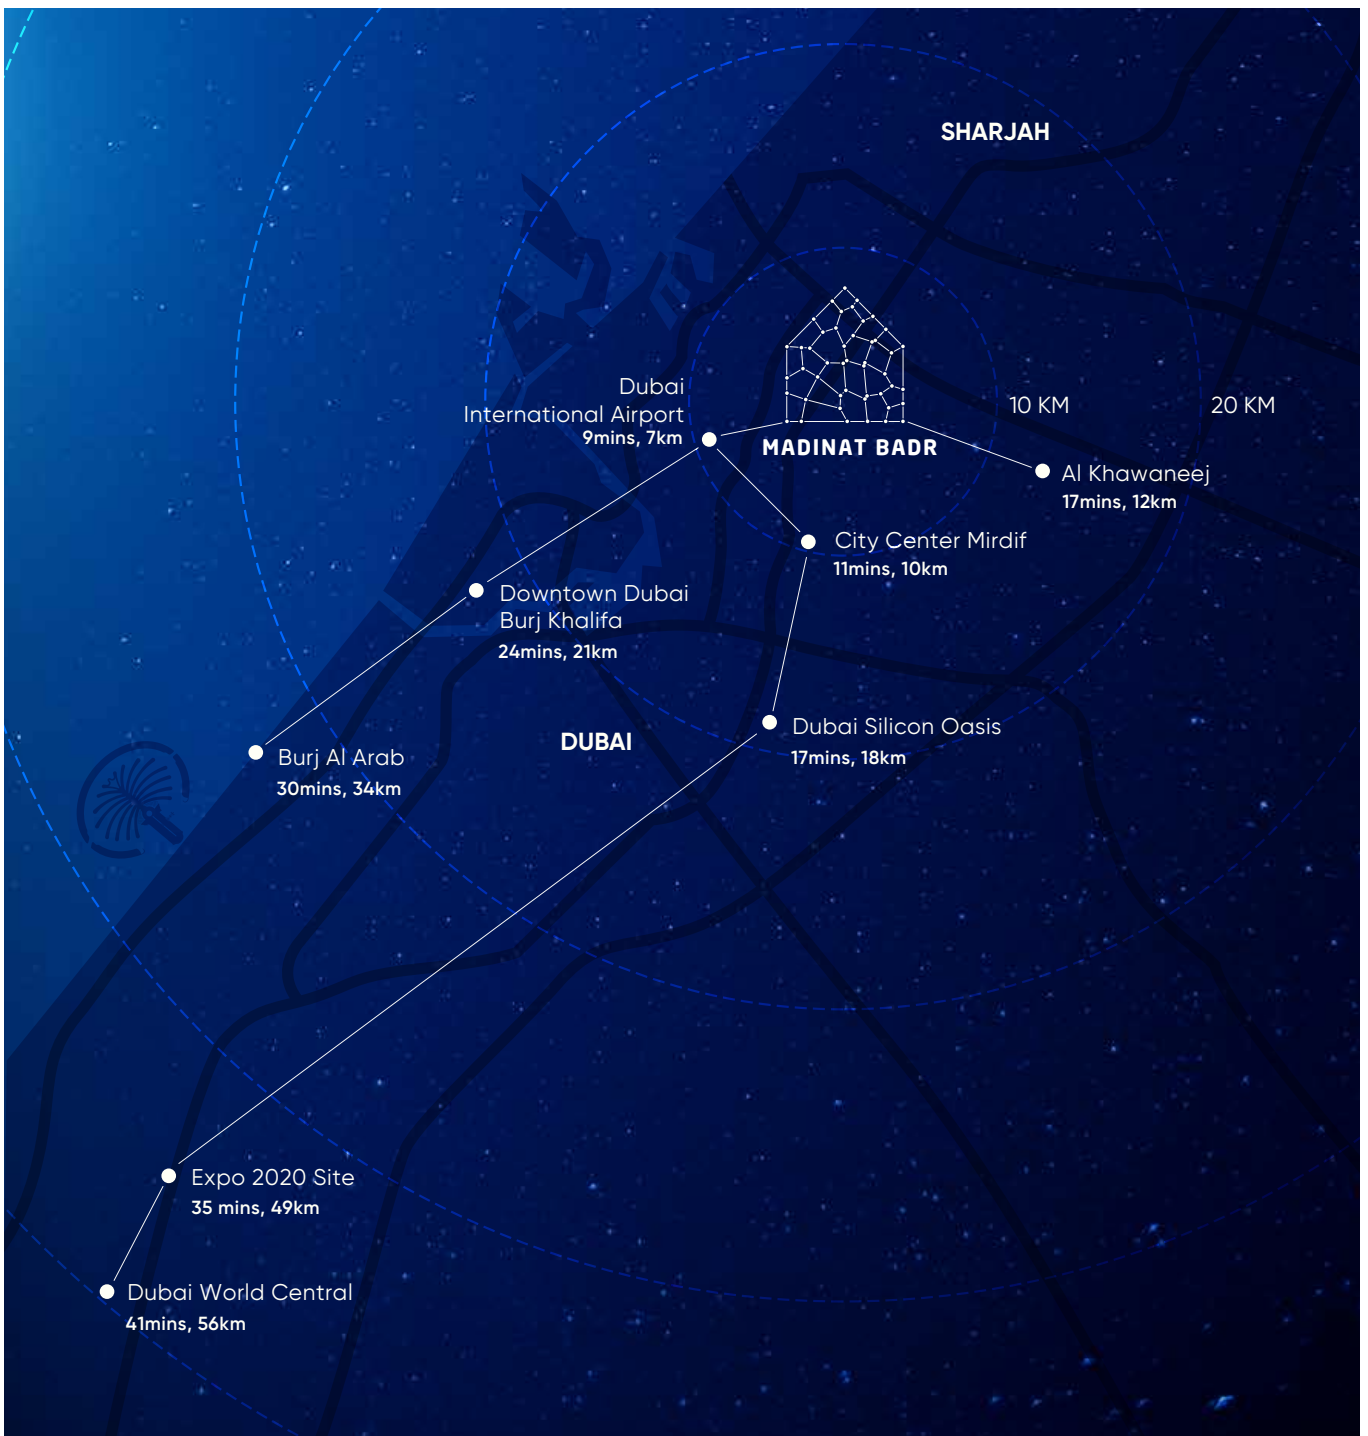 SHARJAH
Dubai
International Airport
9mins, 7km
MADINAT BADR
10 KM
20 KM
Al Khawaneej
17mins, 12km
City Center Mirdif
11mins, 10km
Downtown Dubai
Burj Khalifa
24mins, 21km
DUBAI
Dubai Silicon Oasis
17mins, 18km
Burj Al Arab
30mins, 34km
Expo 2020 Site
35 mins, 49km
Dubai World Central
41mins, 56km